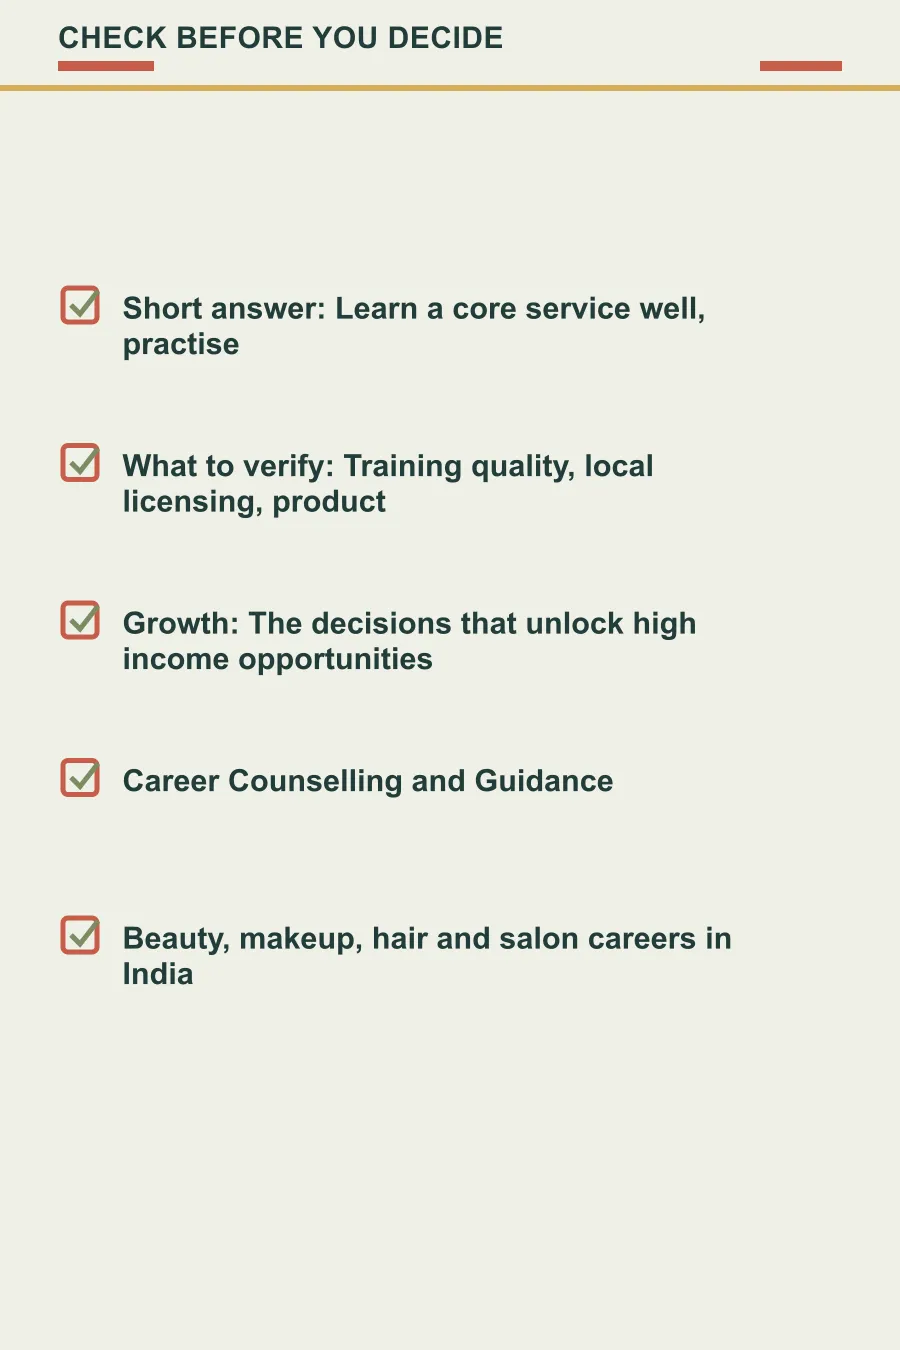 CHECK BEFORE YOU DECIDE
Short answer: Learn a core service well,
practise
What to verify: Training quality, local
licensing, product
Growth: The decisions that unlock high
income opportunities
Career Counselling and Guidance
Beauty, makeup, hair and salon careers in
India